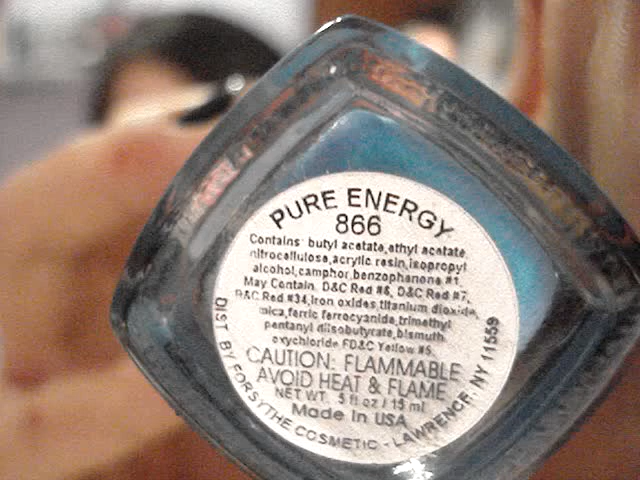 PURE ENERGY
866
Contains: butyl acetate,ethyl acetate,
nitrocellulose,acrylic resin,isopropyl
alcohol,camphor,benzophenone #1,
May Contain. D&C Red #6, D&C Red #7,
D&C Red #34,iron oxides,titanium dioxide,
mica,ferric ferrocyanide,trimethyl
pentanyl diisobutyrate,bismuth
oxychloride FD&C Yellow #5
CAUTION: FLAMMABLE
AVOID HEAT & FLAME
NET WT. .5 fl oz / 15 ml
Made In USA
DIST. BY FORSYTHE COSMETIC - LAWRENCE, NY 11559